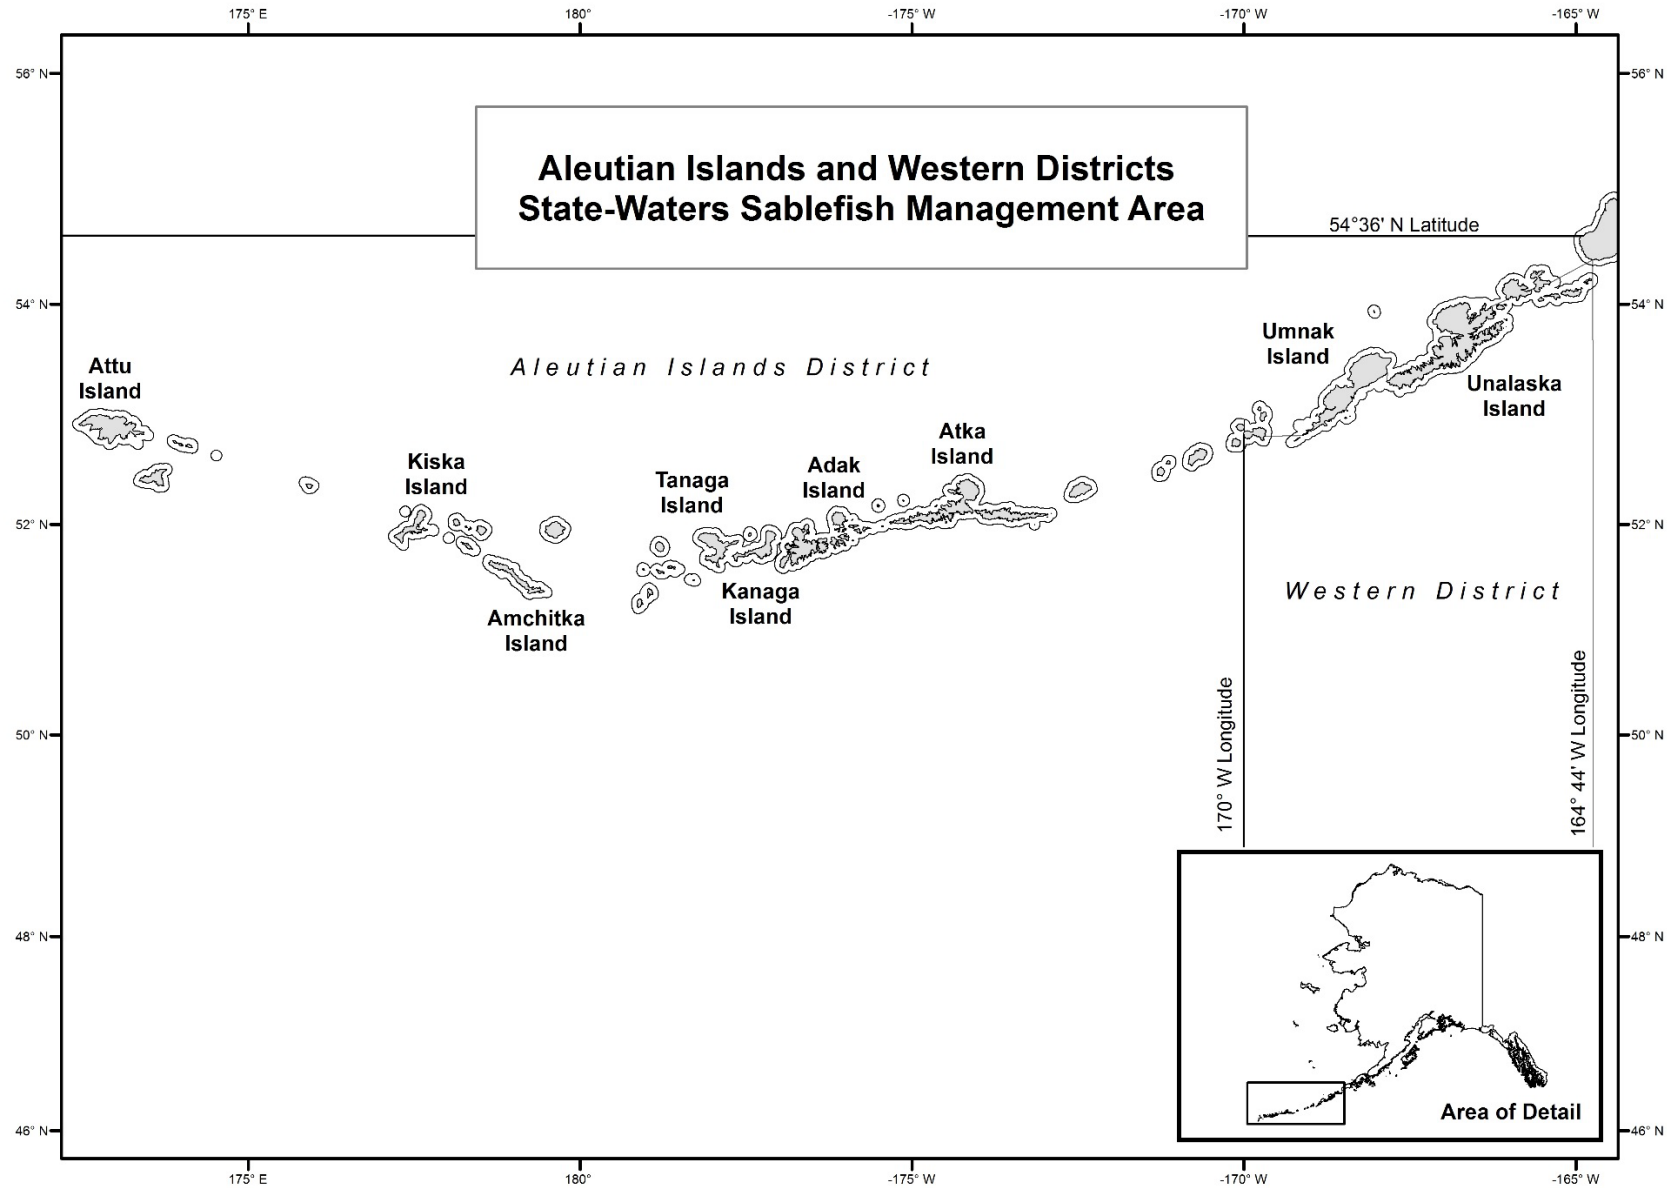 175° E
180°
-175° W
-170° W
-165° W
56° N
56° N
Aleutian Islands and Western Districts
State-Waters Sablefish Management Area
54°36' N Latitude
54° N
54° N
Umnak
Island
Attu
Island
Aleutian Islands District
Unalaska
Island
Atka
Island
Kiska
Island
Adak
Island
Tanaga
Island
52° N
52° N
Kanaga
Island
Western District
Amchitka
Island
170° W Longitude
164° 44' W Longitude
50° N
50° N
48° N
48° N
Area of Detail
46° N
46° N
175° E
180°
-175° W
-170° W
-165° W